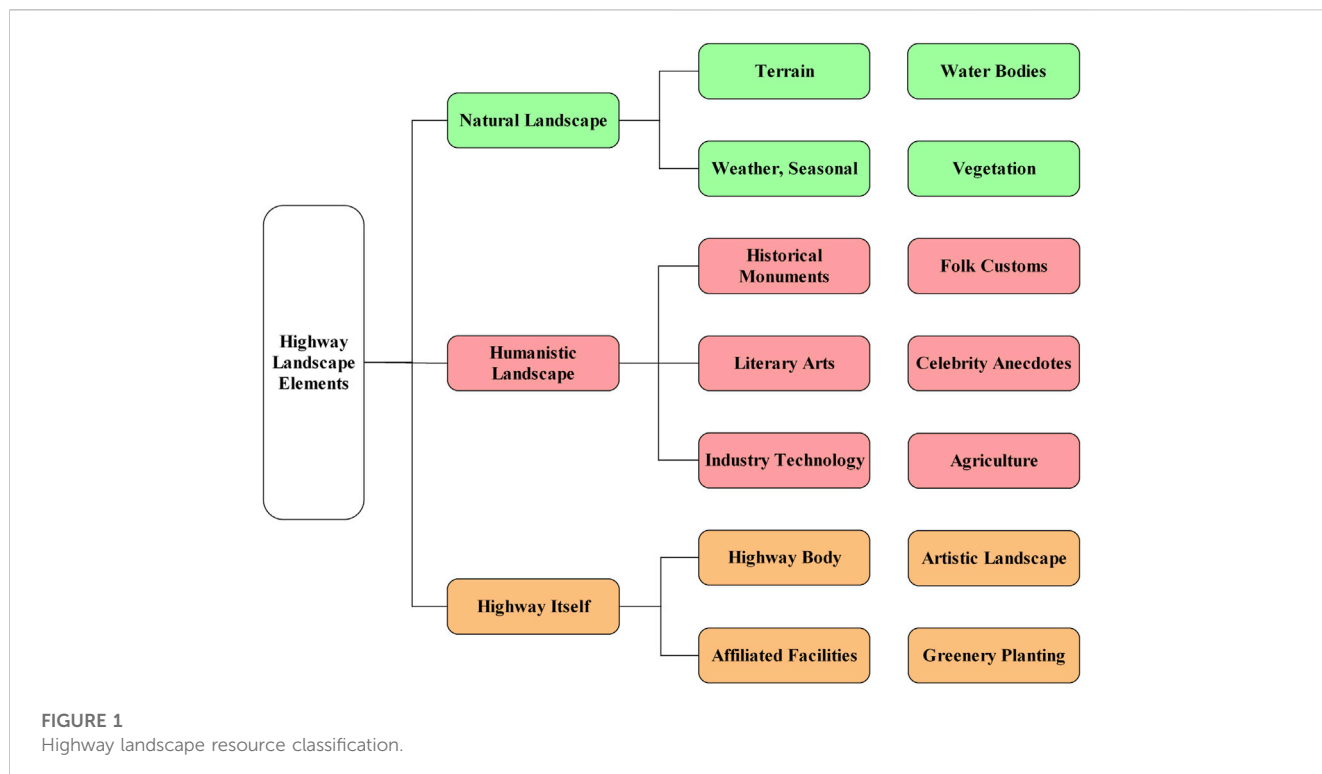 Terrain
Water Bodies
Natural Landscape
Weather, Seasonal
Vegetation
Historical
Monuments
Folk Customs
Highway
Landscape
Elements
Humanistic
Landscape
Literary Arts
Celebrity Anecdotes
Industry Technology
Agriculture
Highway Body
Artistic Landscape
Highway Itself
Affiliated Facilities
Greenery Planting
FIGURE 1
Highway landscape resource classification.